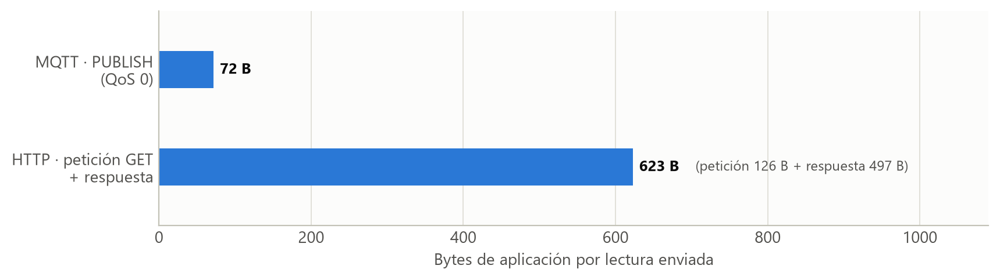 MQTT · PUBLISH
(QoS 0)
72 B
HTTP · petición GET
+ respuesta
623 B (petición 126 B + respuesta 497 B)
0 200 400 600 800 1000
Bytes de aplicación por lectura enviada